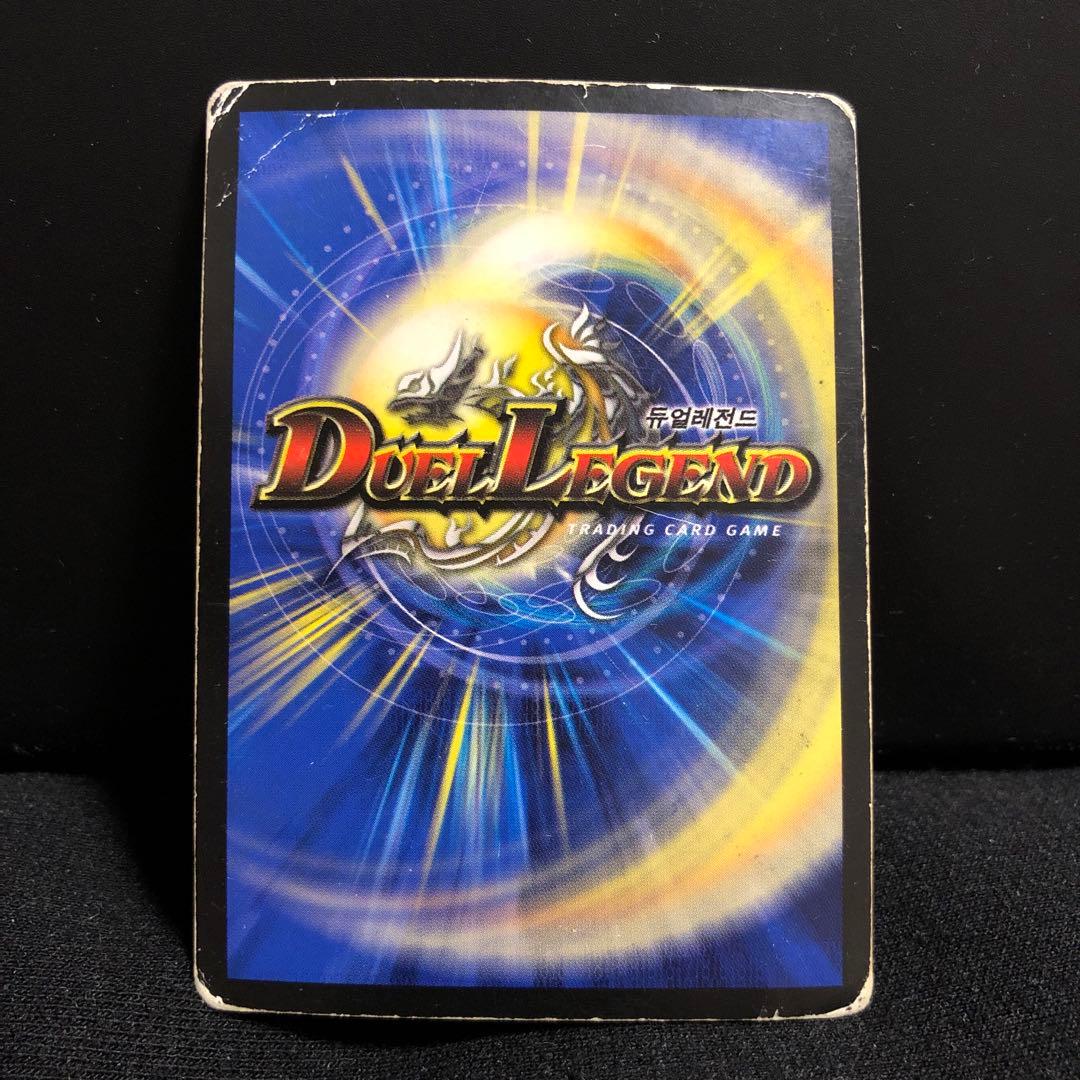 듀얼레전드
DUEL LEGEND
TRADING CARD GAME